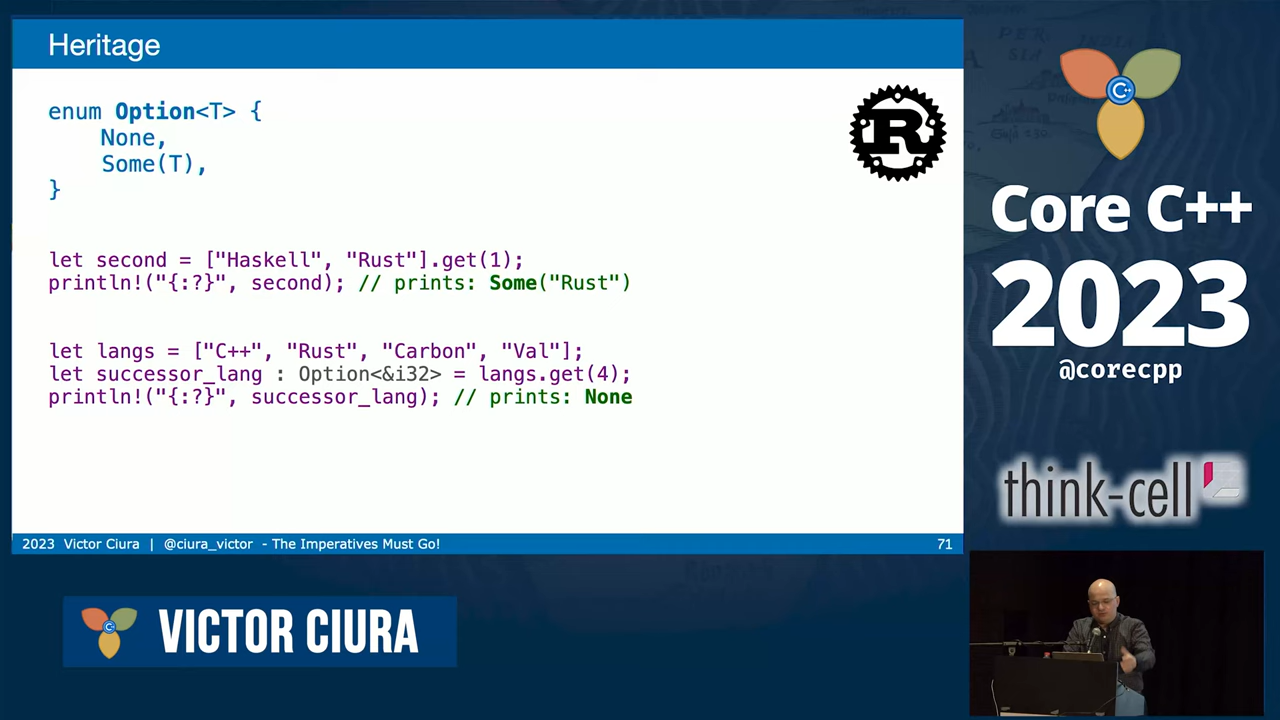 Heritage
enum Option<T> {
    None,
    Some(T),
}
let second = ["Haskell", "Rust"].get(1);
println!("{:?}", second); // prints: Some("Rust")
let langs = ["C++", "Rust", "Carbon", "Val"];
let successor_lang : Option<&i32> = langs.get(4);
println!("{:?}", successor_lang); // prints: None
R
2023 Victor Ciura | @ciura_victor - The Imperatives Must Go!
71
C++
Core C++
2023
@corecpp
think-cell
C++
VICTOR CIURA